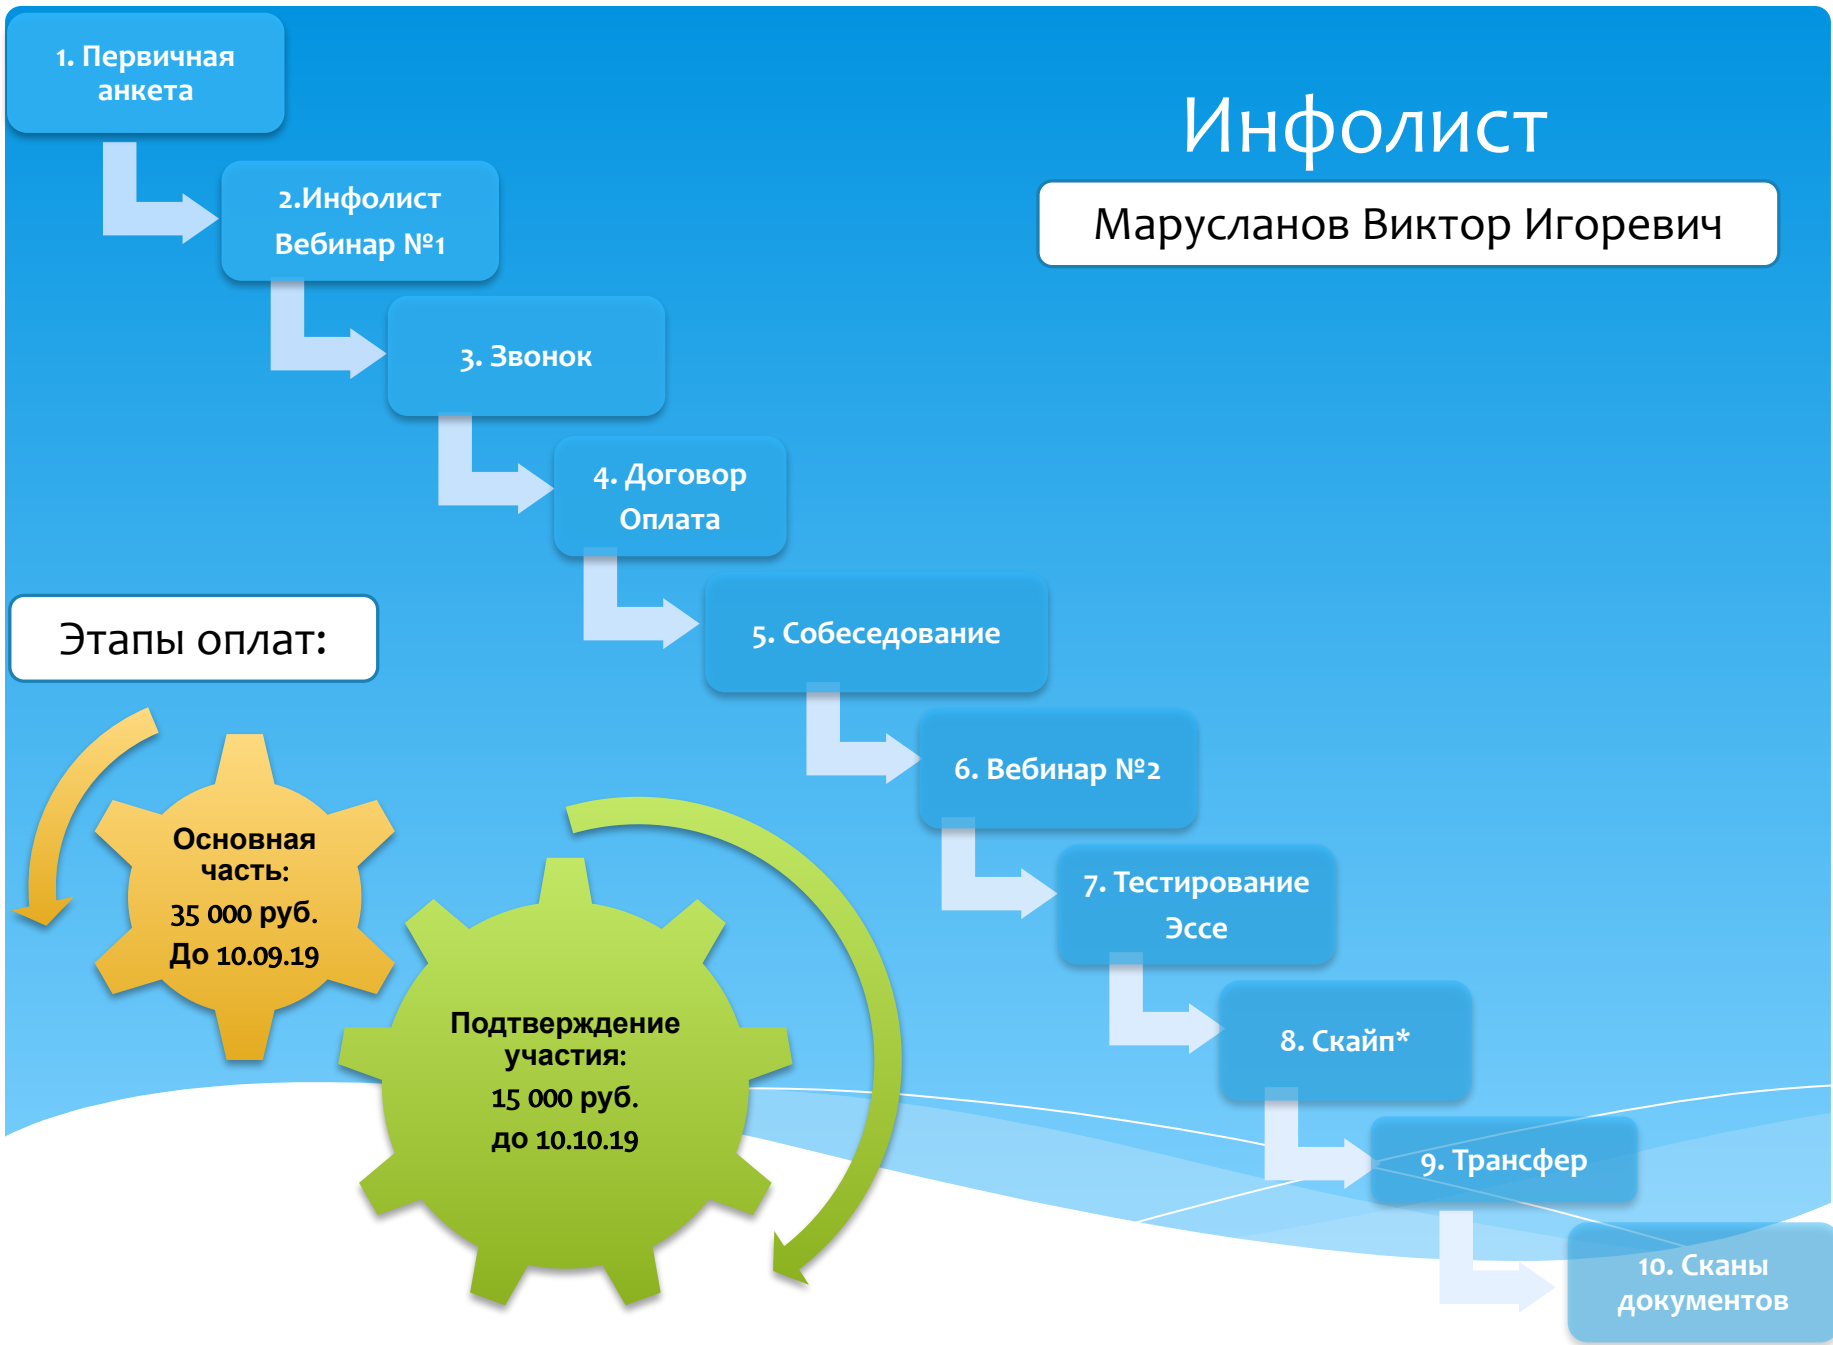 1. Первичная
анкета
Инфолист
Марусланов Виктор Игоревич
2.Инфолист
Вебинар №1
3. Звонок
4. Договор
Оплата
5. Собеседование
6. Вебинар №2
7. Тестирование
Эссе
8. Скайп*
9. Трансфер
10. Сканы
документов
Этапы оплат:
Основная
часть:
35 000 руб.
До 10.09.19
Подтверждение
участия:
15 000 руб.
до 10.10.19